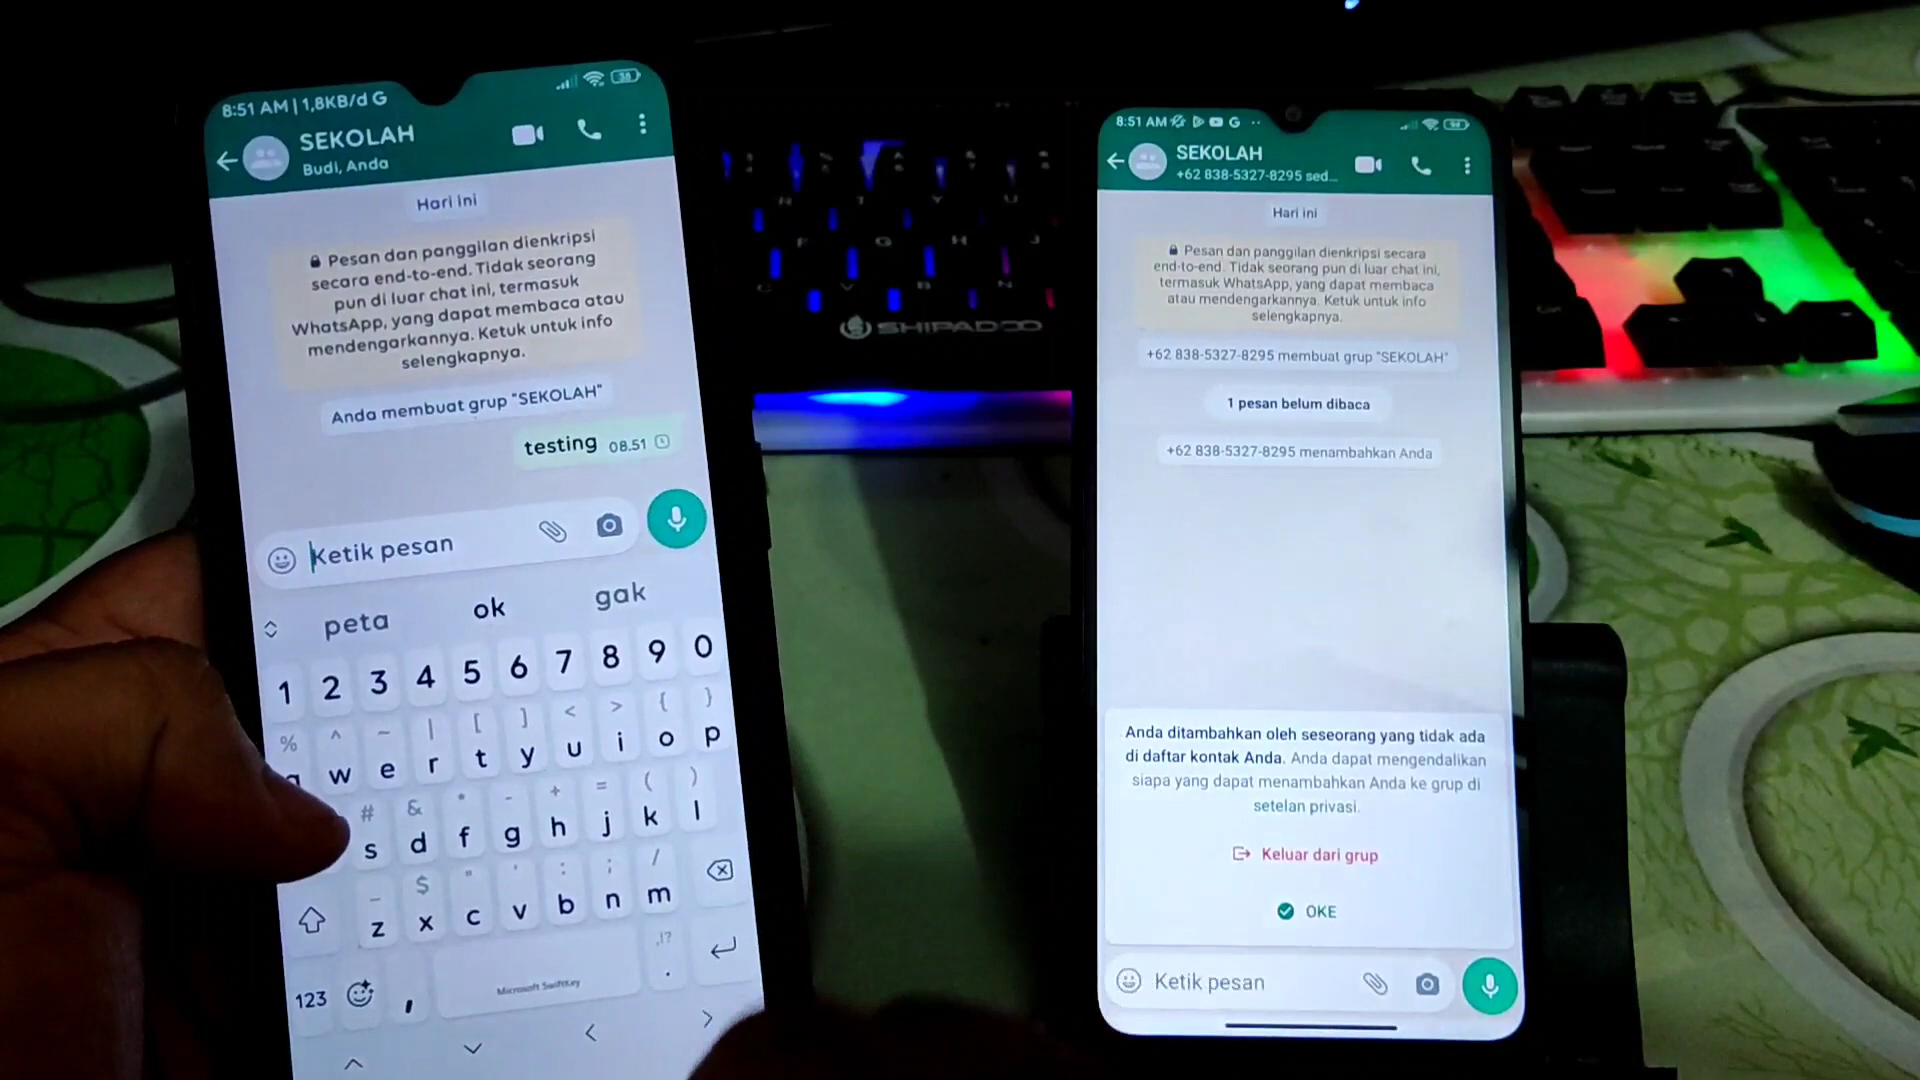 8:51 AM | 1,8KB/d G
38
SEKOLAH
Budi, Anda
Hari ini
Pesan dan panggilan dienkripsi
secara end-to-end. Tidak seorang
pun di luar chat ini, termasuk
WhatsApp, yang dapat membaca atau
mendengarkannya. Ketuk untuk info
selengkapnya.
Anda membuat grup "SEKOLAH"
testing 08.51
Ketik pesan
peta ok gak
1 2 3 4 5 6 7 8 9 0
% ^ ~ | [ ] < > { }
q w e r t y u i o p
# & * - + = ( )
s d f g h j k l
_ $ " ' : ; /
z x c v b n m
,!?
123 , Microsoft SwiftKey .
SHIPADOO
8:51 AM G
SEKOLAH
+62 838-5327-8295 sed...
Hari ini
Pesan dan panggilan dienkripsi secara
end-to-end. Tidak seorang pun di luar chat ini,
termasuk WhatsApp, yang dapat membaca
atau mendengarkannya. Ketuk untuk info
selengkapnya.
+62 838-5327-8295 membuat grup "SEKOLAH"
1 pesan belum dibaca
+62 838-5327-8295 menambahkan Anda
Anda ditambahkan oleh seseorang yang tidak ada
di daftar kontak Anda. Anda dapat mengendalikan
siapa yang dapat menambahkan Anda ke grup di
setelan privasi.
Keluar dari grup
OKE
Ketik pesan